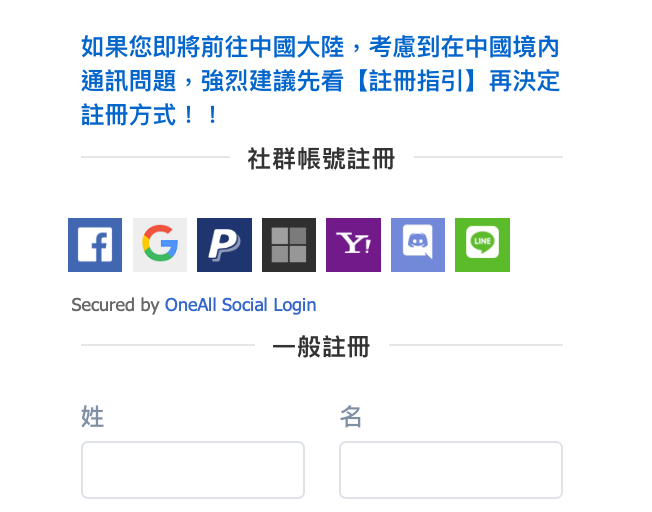 如果您即將前往中國大陸，考慮到在中國境內
通訊問題，強烈建議先看【註冊指引】再決定
註冊方式！！
社群帳號註冊
LINE
Secured by OneAll Social Login
一般註冊
姓 名